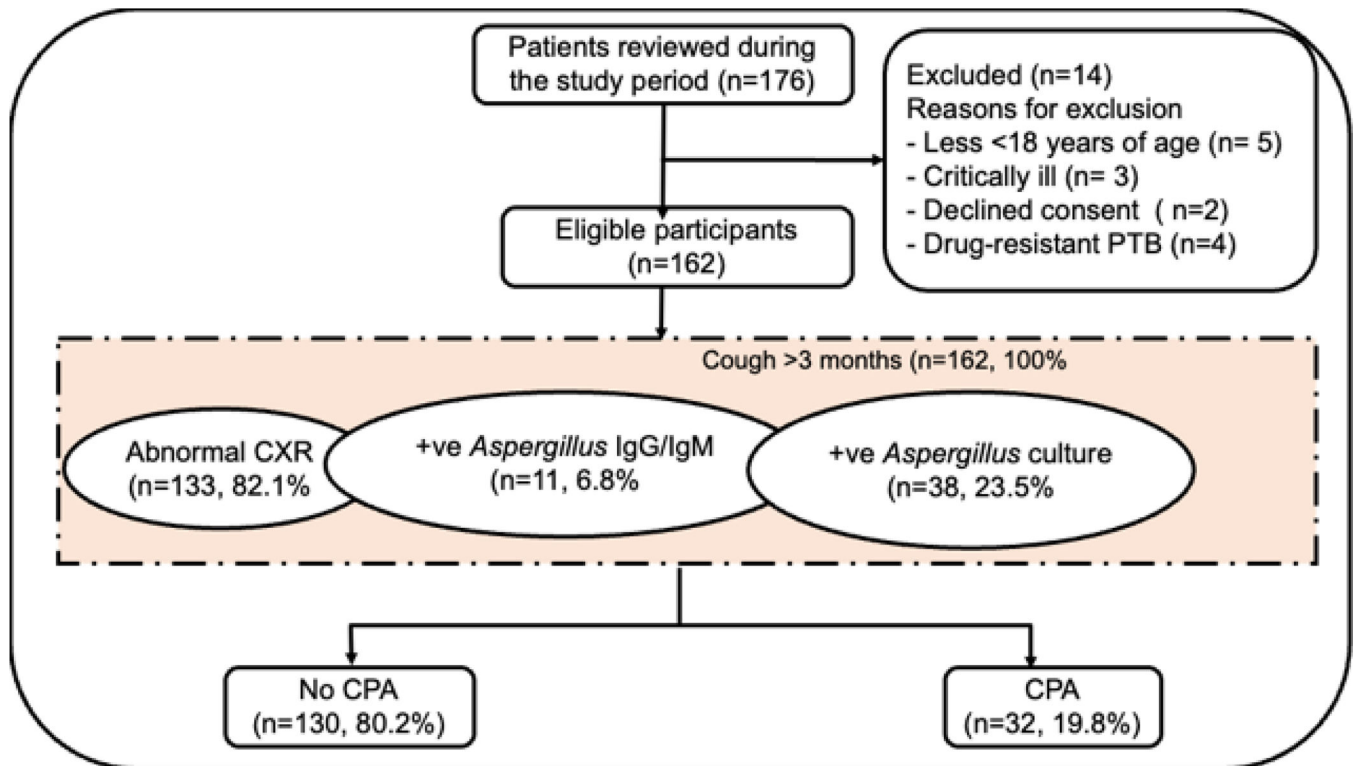 Patients reviewed during
the study period (n=176)
Excluded (n=14)
Reasons for exclusion
- Less <18 years of age (n= 5)
- Critically ill (n= 3)
- Declined consent  ( n=2)
- Drug-resistant PTB (n=4)
Eligible participants
(n=162)
Cough >3 months (n=162, 100%
Abnormal CXR
(n=133, 82.1%
+ve Aspergillus IgG/IgM
(n=11, 6.8%
+ve Aspergillus culture
(n=38, 23.5%
No CPA
(n=130, 80.2%)
CPA
(n=32, 19.8%)